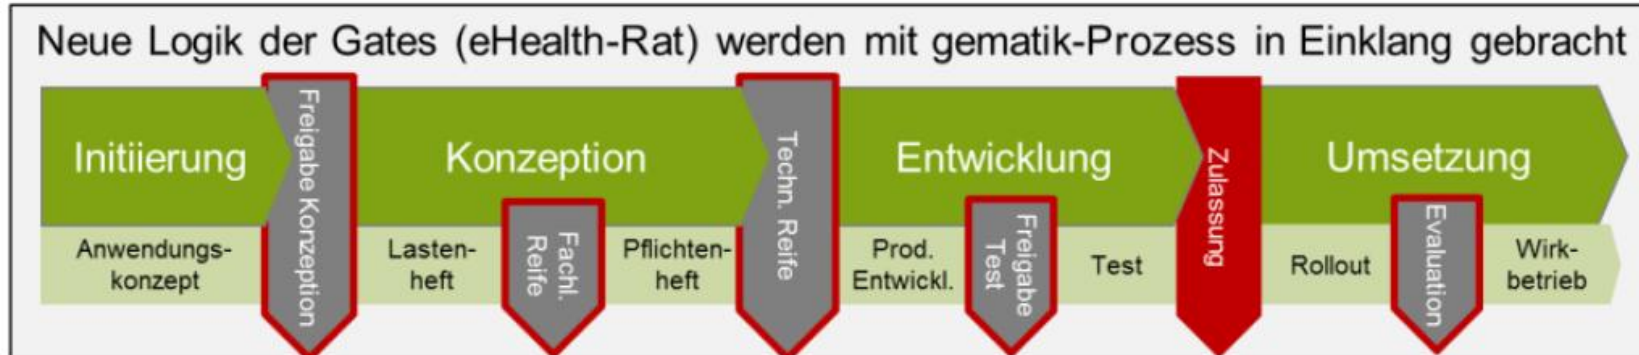 Neue Logik der Gates (eHealth-Rat) werden mit gematik-Prozess in Einklang gebracht
Initiierung
Freigabe Konzeption
Konzeption
Techn. Reife
Entwicklung
Zulassung
Umsetzung
Anwendungs-
konzept
Lasten-
heft
Fachl.
Reife
Pflichten-
heft
Prod.
Entwickl.
Freigabe
Test
Test
Rollout
Evaluation
Wirk-
betrieb